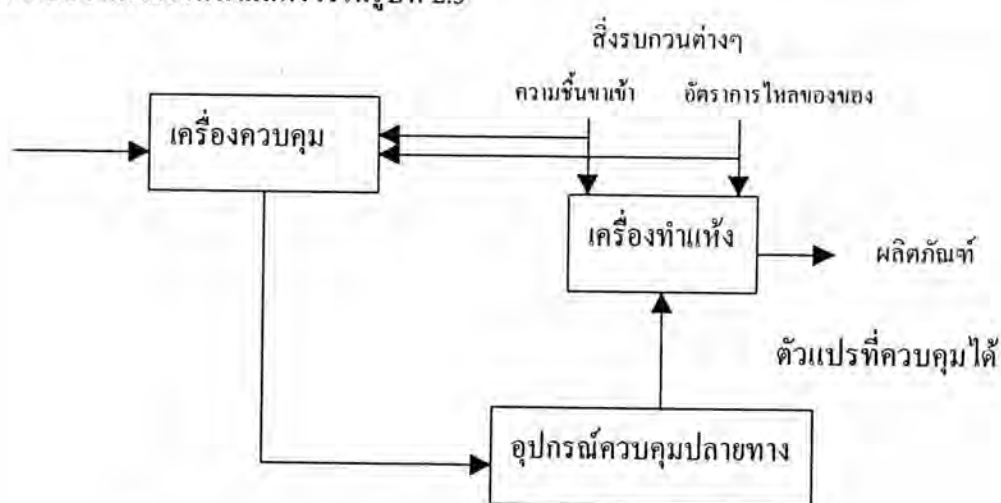 สิ่งรบกวนต่างๆ
ความชื้นขาเข้า อัตราการไหลของของ
เครื่องควบคุม
เครื่องทำแห้ง
ผลิตภัณฑ์
ตัวแปรที่ควบคุมได้
อุปกรณ์ควบคุมปลายทาง